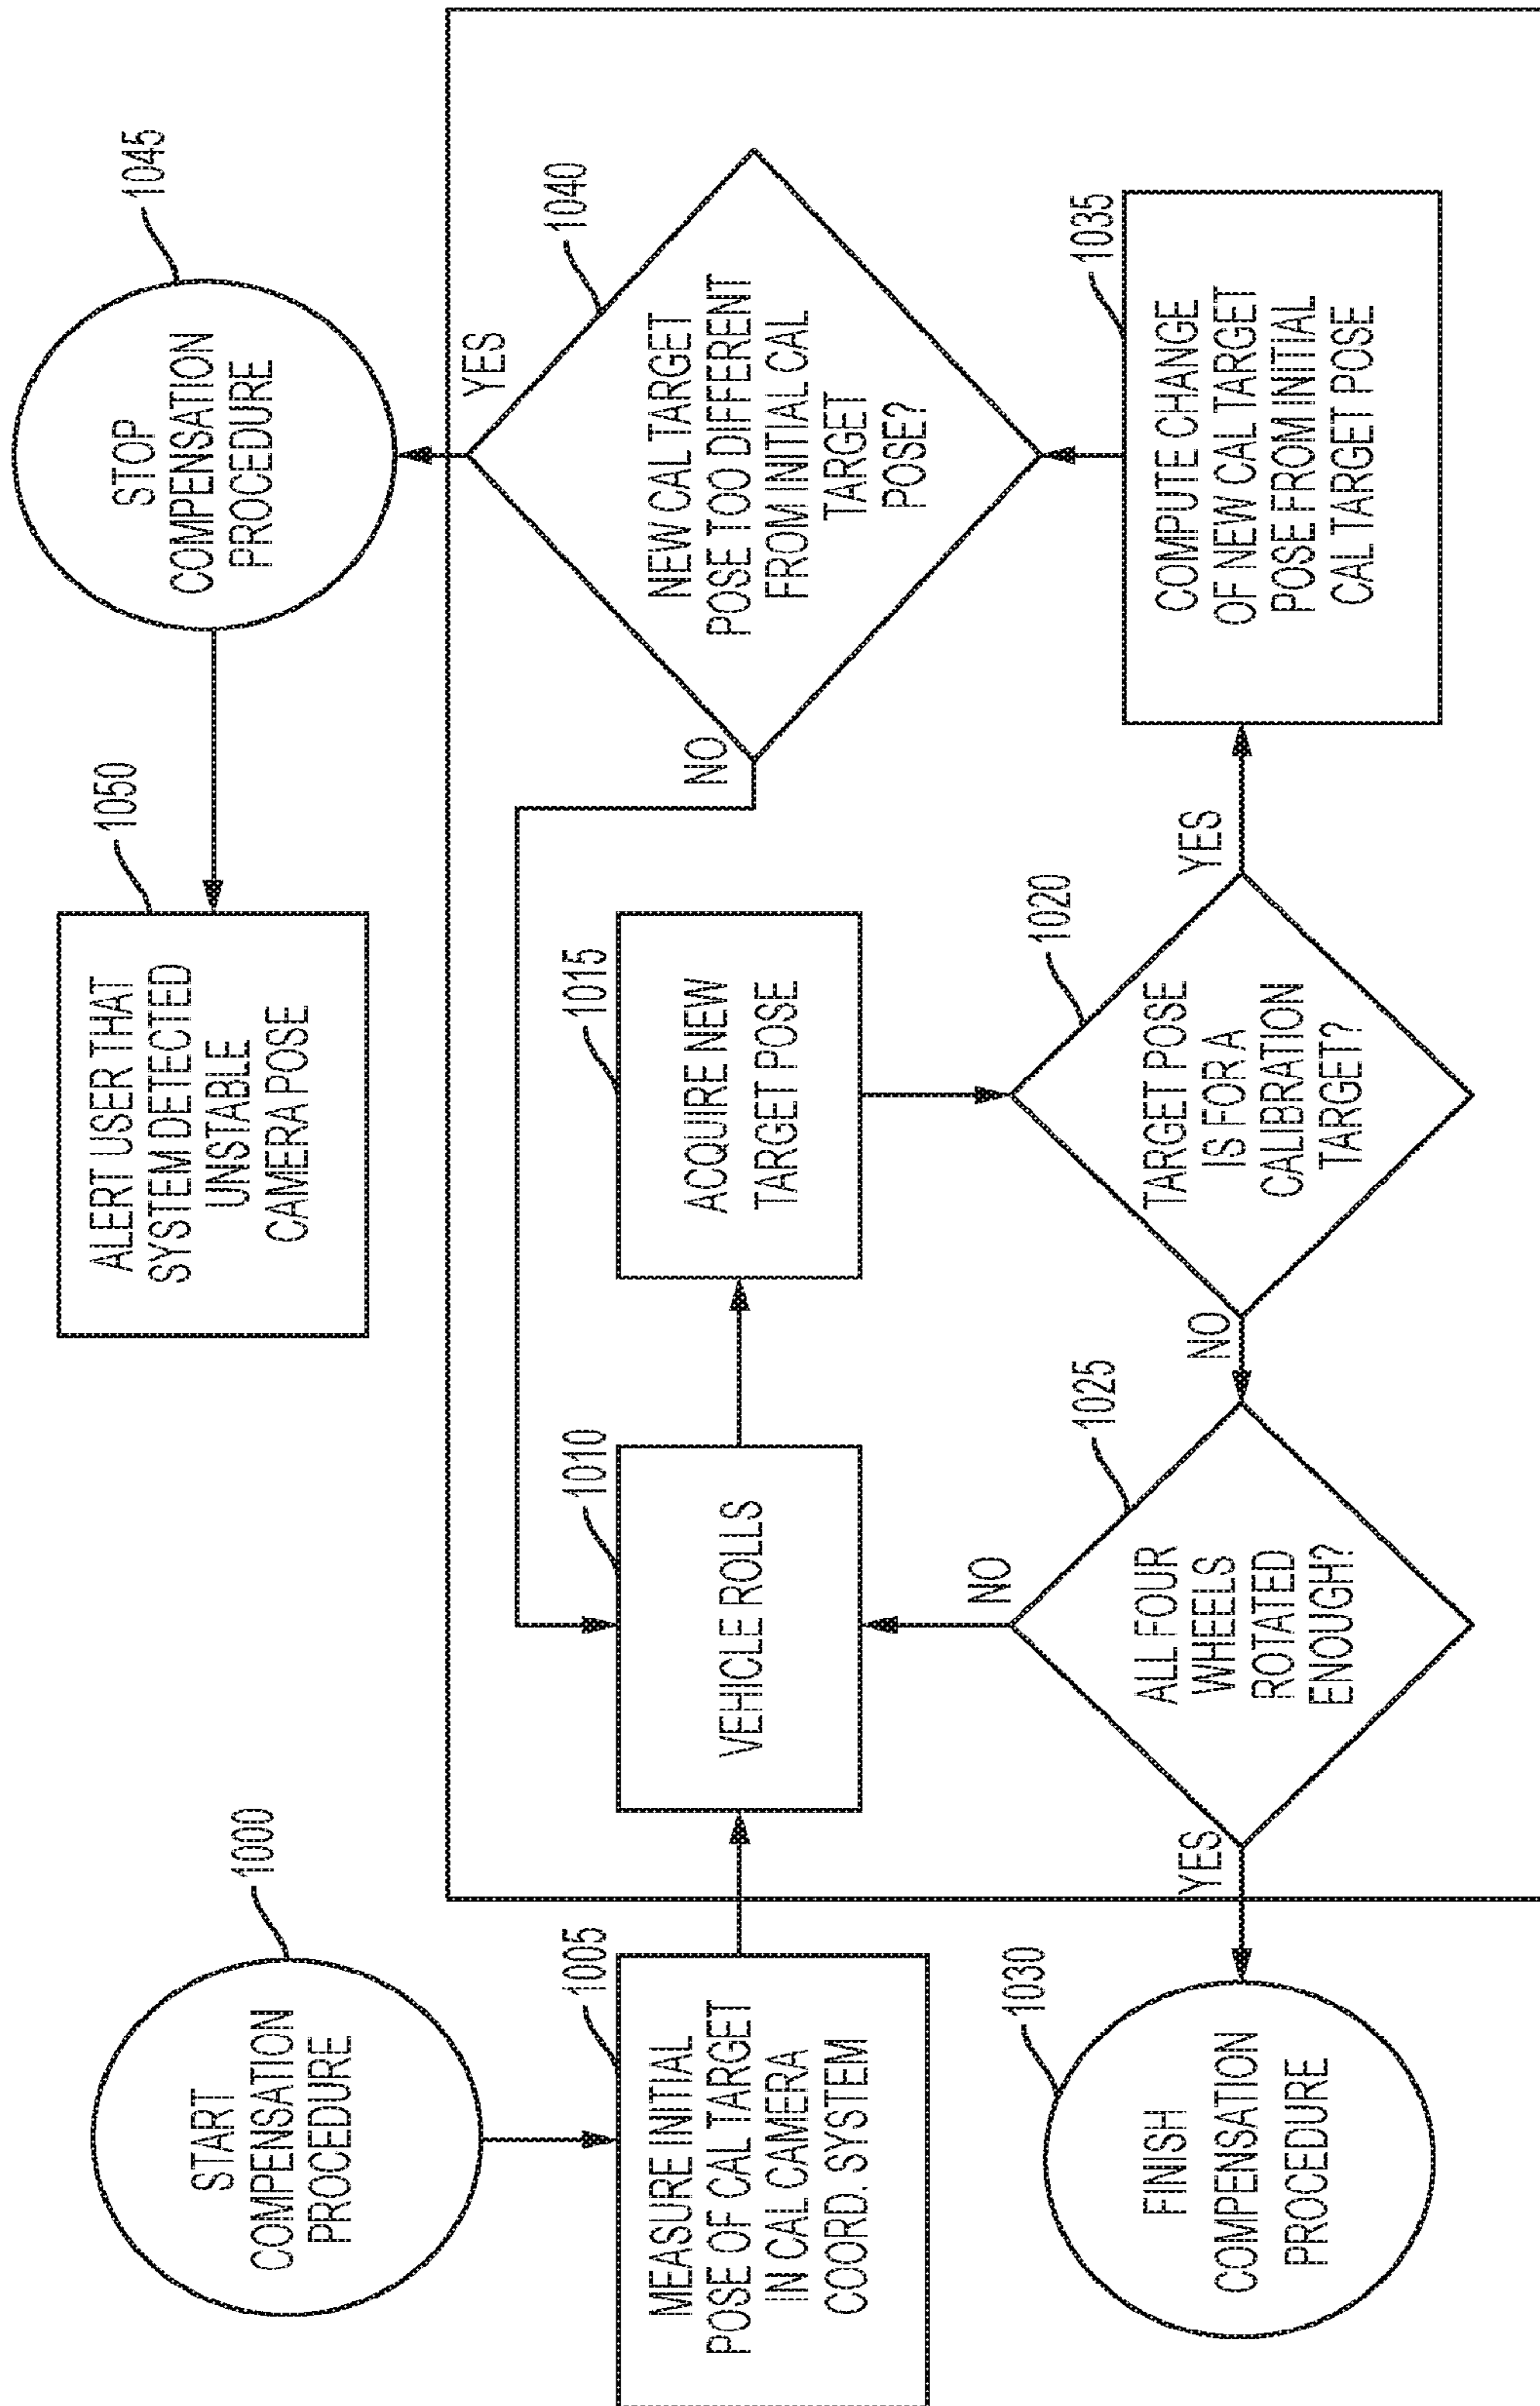 START
COMPENSATION
PROCEDURE
1000
MEASURE INITIAL
POSE OF CAL TARGET
IN CAL CAMERA
COORD. SYSTEM
1005
VEHICLE ROLLS
1010
ACQUIRE NEW
TARGET POSE
1015
TARGET POSE
IS FOR A
CALIBRATION
TARGET?
1020
NO
YES
ALL FOUR
WHEELS
ROTATED
ENOUGH?
1025
NO
YES
FINISH
COMPENSATION
PROCEDURE
1030
COMPUTE CHANGE
OF NEW CAL TARGET
POSE FROM INITIAL
CAL TARGET POSE
1035
NEW CAL TARGET
POSE TOO DIFFERENT
FROM INITIAL CAL
TARGET
POSE?
1040
NO
YES
STOP
COMPENSATION
PROCEDURE
1045
ALERT USER THAT
SYSTEM DETECTED
UNSTABLE
CAMERA POSE
1050